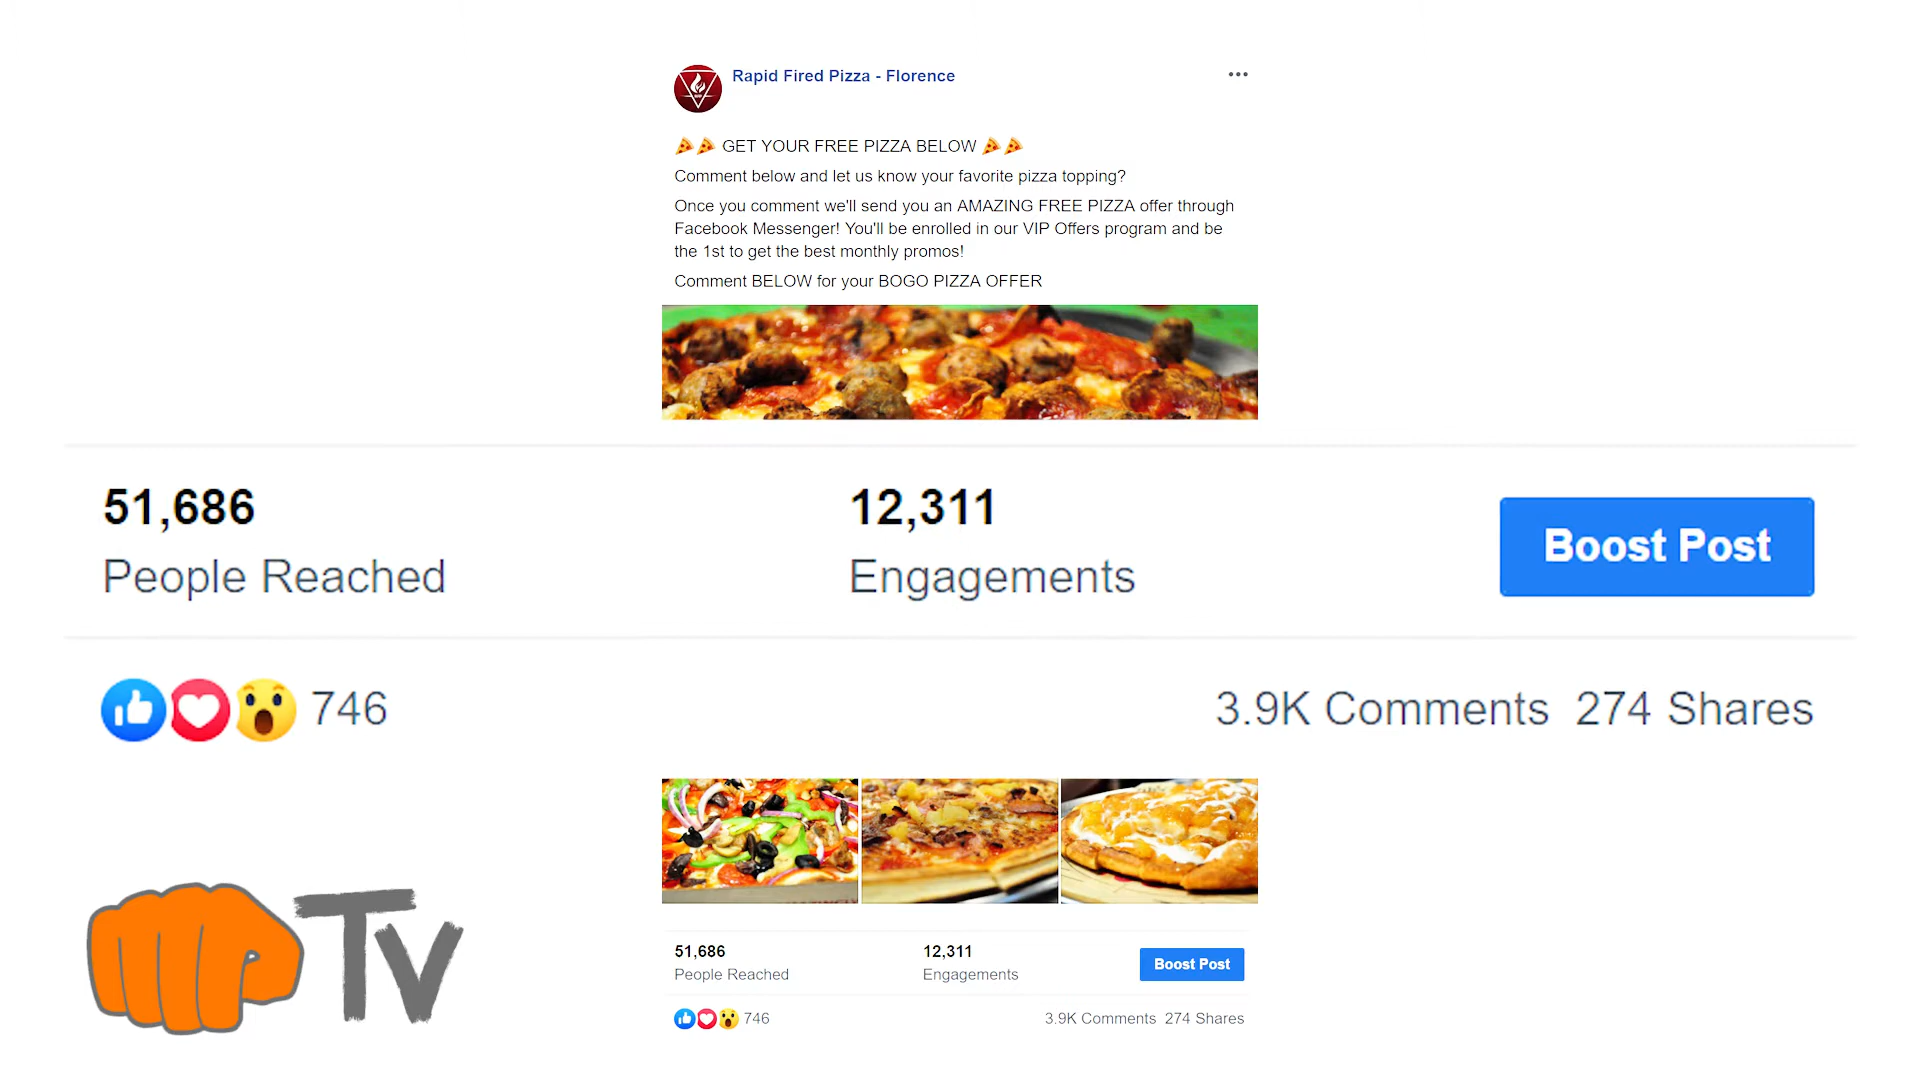 Rapid Fired Pizza - Florence
GET YOUR FREE PIZZA BELOW
Comment below and let us know your favorite pizza topping?
Once you comment we'll send you an AMAZING FREE PIZZA offer through
Facebook Messenger! You'll be enrolled in our VIP Offers program and be
the 1st to get the best monthly promos!
Comment BELOW for your BOGO PIZZA OFFER
51,686
People Reached
12,311
Engagements
Boost Post
746
3.9K Comments 274 Shares
51,686
People Reached
12,311
Engagements
Boost Post
746
3.9K Comments 274 Shares
Tv